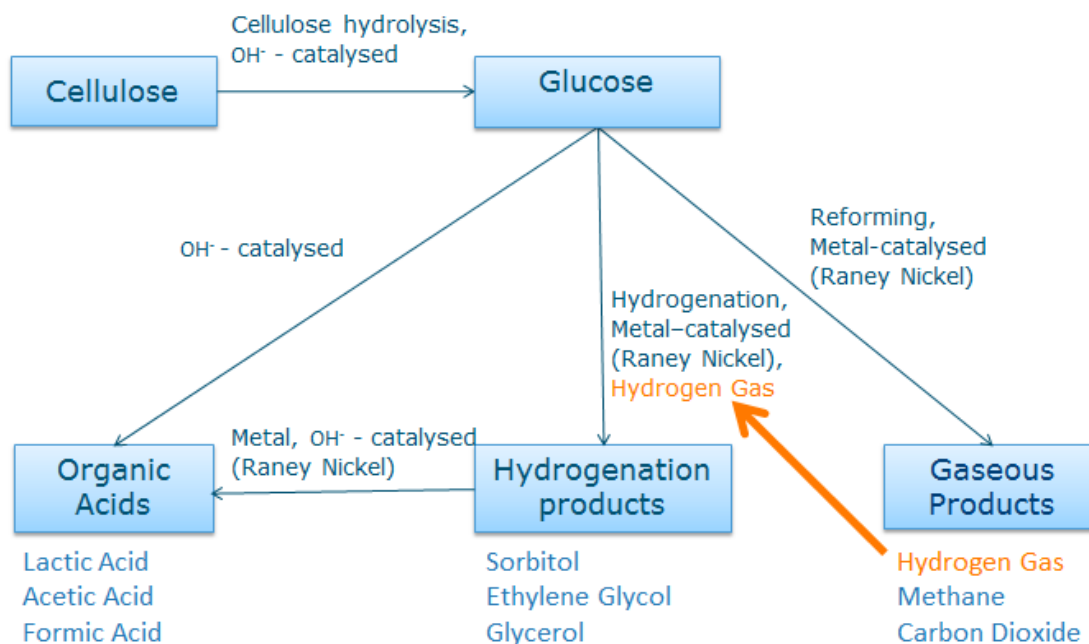 Cellulose hydrolysis,
OH- - catalysed
Cellulose
Glucose
OH- - catalysed
Reforming,
Metal-catalysed
(Raney Nickel)
Hydrogenation,
Metal–catalysed
(Raney Nickel),
Hydrogen Gas
Metal, OH- - catalysed
(Raney Nickel)
Organic
Acids
Hydrogenation
products
Gaseous
Products
Lactic Acid
Acetic Acid
Formic Acid
Sorbitol
Ethylene Glycol
Glycerol
Hydrogen Gas
Methane
Carbon Dioxide